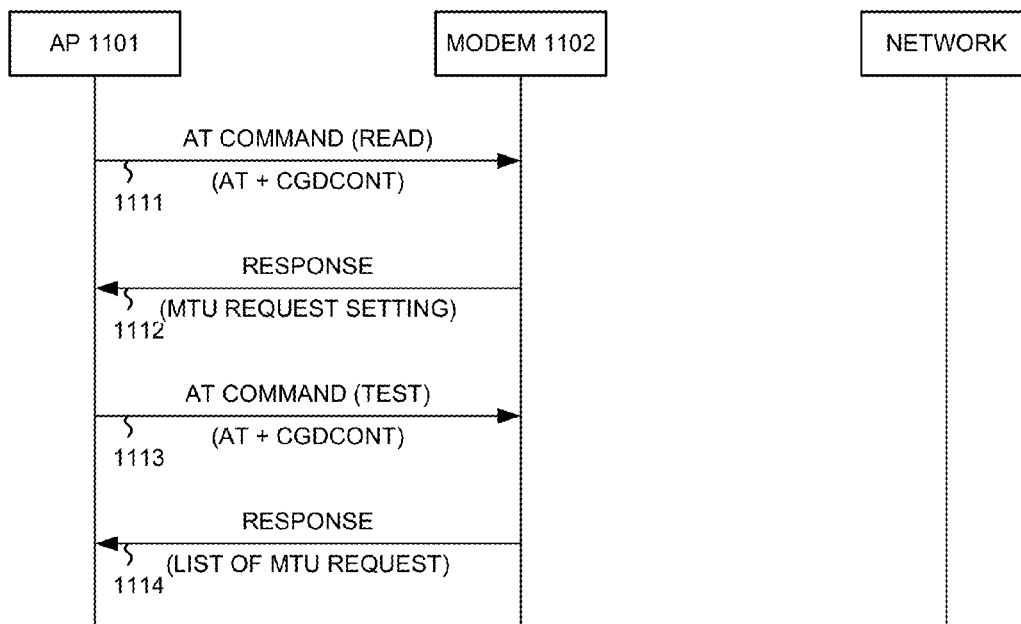 AP 1101
MODEM 1102
NETWORK
AT COMMAND (READ)
(AT + CGDCONT)
1111
RESPONSE
(MTU REQUEST SETTING)
1112
AT COMMAND (TEST)
(AT + CGDCONT)
1113
RESPONSE
(LIST OF MTU REQUEST)
1114